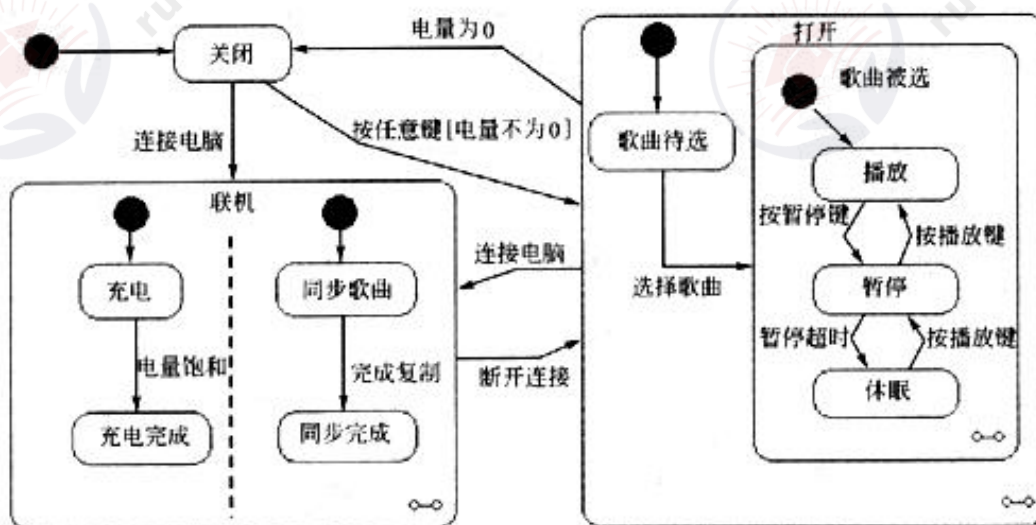 电量为0
打开
关闭
歌曲被选
连接电脑
按任意键[电量不为0]
歌曲待选
播放
联机
按暂停键
按播放键
连接电脑
充电
同步歌曲
选择歌曲
暂停
电量饱和
完成复制
断开连接
暂停超时
按播放键
充电完成
同步完成
休眠